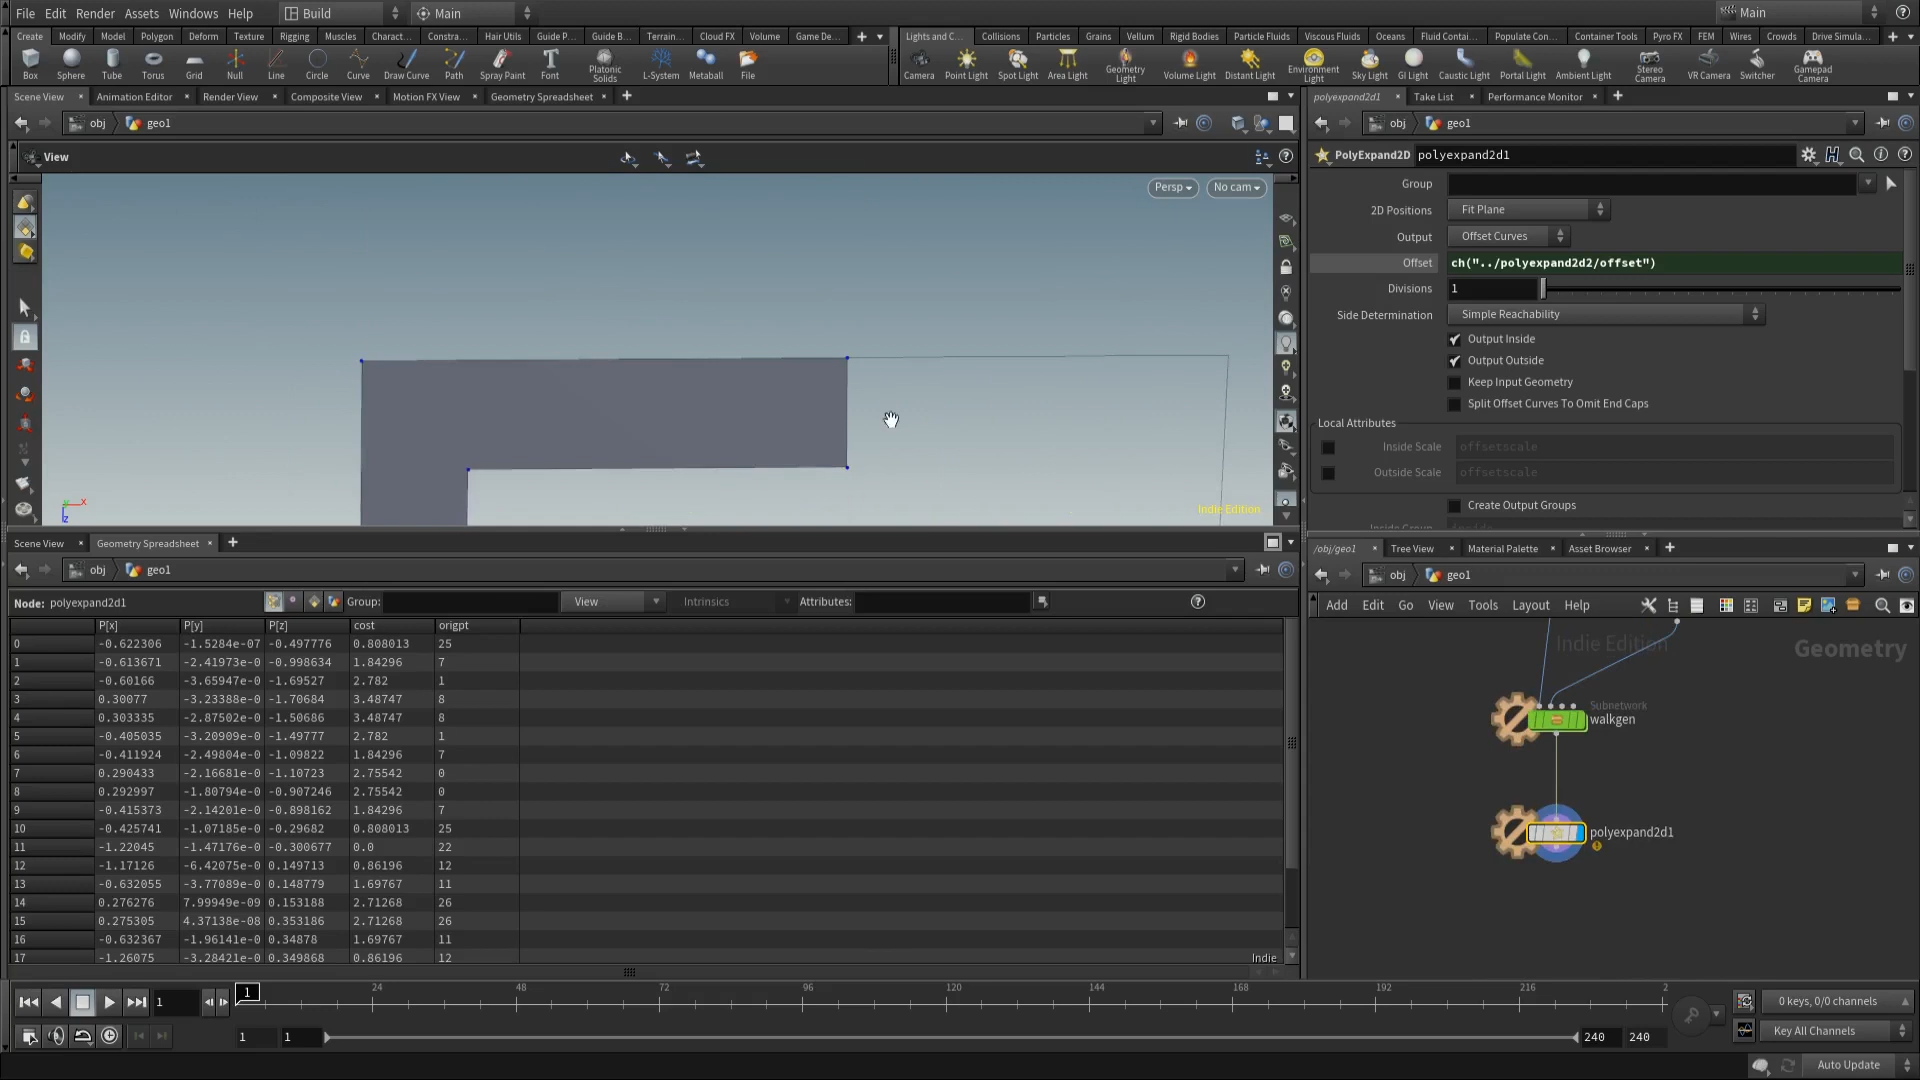 File Edit Render Assets Windows Help Build Main Main
Create Modify Model Polygon Deform Texture Rigging Muscles Charact... Constra... Hair Utils Guide P... Guide B... Terrain... Cloud FX Volume Game De... Lights and C... Collisions Particles Grains Vellum Rigid Bodies Particle Fluids Viscous Fluids Oceans Fluid Contai... Populate Con... Container Tools Pyro FX FEM Wires Crowds Drive Simula...
Box Sphere Tube Torus Grid Null Line Circle Curve Draw Curve Path Spray Paint Font Platonic Solids L-System Metaball File Camera Point Light Spot Light Area Light Geometry Light Volume Light Distant Light Environment Light Sky Light GI Light Caustic Light Portal Light Ambient Light Stereo Camera VR Camera Switcher Gamepad Camera
Scene View Animation Editor Render View Composite View Motion FX View Geometry Spreadsheet
obj geo1
View
Persp No cam
Indie Edition
polyexpand2d1 Take List Performance Monitor
obj geo1
PolyExpand2D polyexpand2d1
Group
2D Positions Fit Plane
Output Offset Curves
Offset ch("../polyexpand2d2/offset")
Divisions 1
Side Determination Simple Reachability
Output Inside
Output Outside
Keep Input Geometry
Split Offset Curves To Omit End Caps
Local Attributes
Inside Scale offsetscale
Outside Scale offsetscale
Create Output Groups
Scene View Geometry Spreadsheet
obj geo1
Node: polyexpand2d1 Group: View Intrinsics Attributes:
P[x] P[y] P[z] cost origpt
0 -0.622306 -1.5284e-07 -0.497776 0.808013 25
1 -0.613671 -2.41973e-0 -0.998634 1.84296 7
2 -0.60166 -3.65947e-0 -1.69527 2.782 1
3 0.30077 -3.23388e-0 -1.70684 3.48747 8
4 0.303335 -2.87502e-0 -1.50686 3.48747 8
5 -0.405035 -3.20909e-0 -1.49777 2.782 1
6 -0.411924 -2.49804e-0 -1.09822 1.84296 7
7 0.290433 -2.16681e-0 -1.10723 2.75542 0
8 0.292997 -1.80794e-0 -0.907246 2.75542 0
9 -0.415373 -2.14201e-0 -0.898162 1.84296 7
10 -0.425741 -1.07185e-0 -0.29682 0.808013 25
11 -1.22045 -1.47176e-0 -0.300677 0.0 22
12 -1.17126 -6.42075e-0 0.149713 0.86196 12
13 -0.632055 -3.77089e-0 0.148779 1.69767 11
14 0.276276 7.99949e-09 0.153188 2.71268 26
15 0.275305 4.37138e-08 0.353186 2.71268 26
16 -0.632367 -1.96141e-0 0.34878 1.69767 11
17 -1.26075 -3.28421e-0 0.349868 0.86196 12
Indie
/obj/geo1 Tree View Material Palette Asset Browser
obj geo1
Add Edit Go View Tools Layout Help
Indie Edition Geometry
Subnetwork
walkgen
polyexpand2d1
1 1 24 48 72 96 120 144 168 192 216 2
0 keys, 0/0 channels
1 1 240 240
Key All Channels
Auto Update